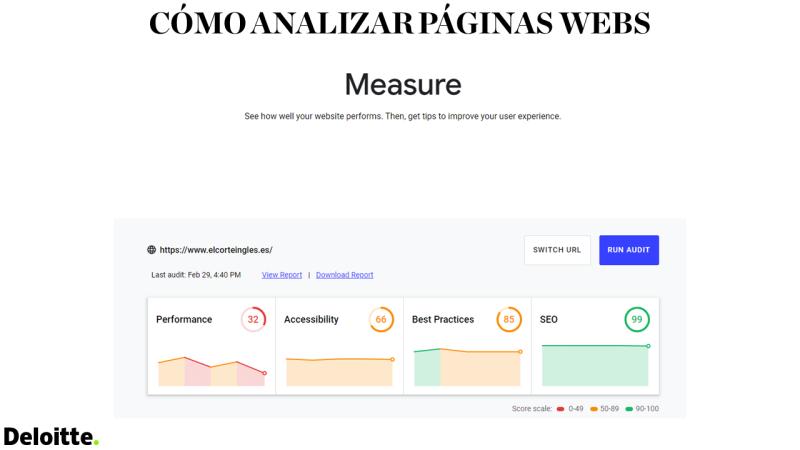 CÓMO ANALIZAR PÁGINAS WEBS
Measure
See how well your website performs. Then, get tips to improve your user experience.
https://www.elcorteingles.es/
SWITCH URL
RUN AUDIT
Last audit: Feb 29, 4:40 PM View Report | Download Report
Performance 32
Accessibility 66
Best Practices 85
SEO 99
Score scale: 0-49 50-89 90-100
Deloitte.